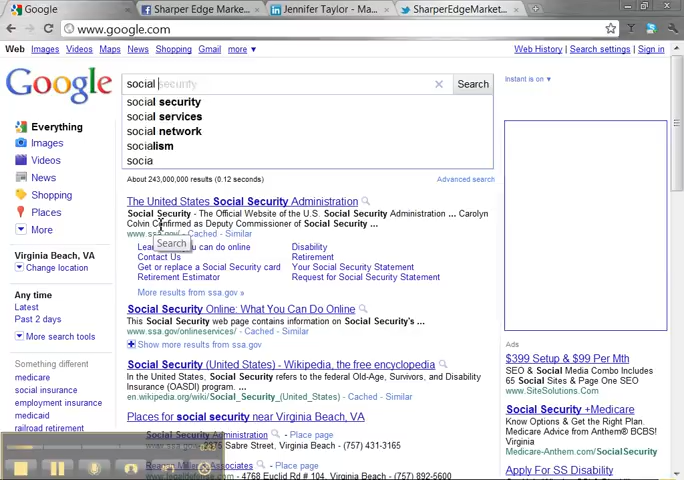 Google
Sharper Edge Marke...
Jennifer Taylor - Ma...
SharperEdgeMarket...
www.google.com
Web Images Videos Maps News Shopping Gmail more
Web History | Search settings | Sign in
Google
social security
Search
Instant is on
social security
social services
social network
socialism
socia
Everything
Images
Videos
News
Shopping
Places
More
Virginia Beach, VA
Change location
Any time
Latest
Past 2 days
More search tools
Something different
medicare
social insurance
employment insurance
medicaid
railroad retirement
About 243,000,000 results (0.12 seconds)
Advanced search
The United States Social Security Administration
Social Security - The Official Website of the U.S. Social Security Administration ... Carolyn
Colvin Confirmed as Deputy Commissioner of Social Security ...
www.ssa.gov/ - Cached - Similar
Search
you can do online
Disability
Contact Us
Retirement
Get or replace a Social Security card
Your Social Security Statement
Retirement Estimator
Request for Social Security Statement
More results from ssa.gov »
Social Security Online: What You Can Do Online
This Social Security web page contains information on Social Security's ...
www.ssa.gov/onlineservices/ - Cached - Similar
Show more results from ssa.gov
Social Security (United States) - Wikipedia, the free encyclopedia
In the United States, Social Security refers to the federal Old-Age, Survivors, and Disability
Insurance (OASDI) program. ...
en.wikipedia.org/wiki/Social_Security_(United_States) - Cached - Similar
Places for social security near Virginia Beach, VA
Social Security Administration - Place page
www.ssa.gov - 2375 Sabre Street, Virginia Beach - (757) 431-3165
Associates - Place page
4768 Euclid Rd # 104, Virginia Beach - (757) 892-5600
Ads
$399 Setup & $99 Per Mth
SEO & Social Media Combo Includes
65 Social Sites & Page One SEO.
www.SiteSolutions.Com
Social Security +Medicare
Know Options & Get the Right Plan.
Medicare Advice from Anthem® BCBS!
Virginia
Medicare-Anthem.com/SocialSecurity
Apply For SS Disability